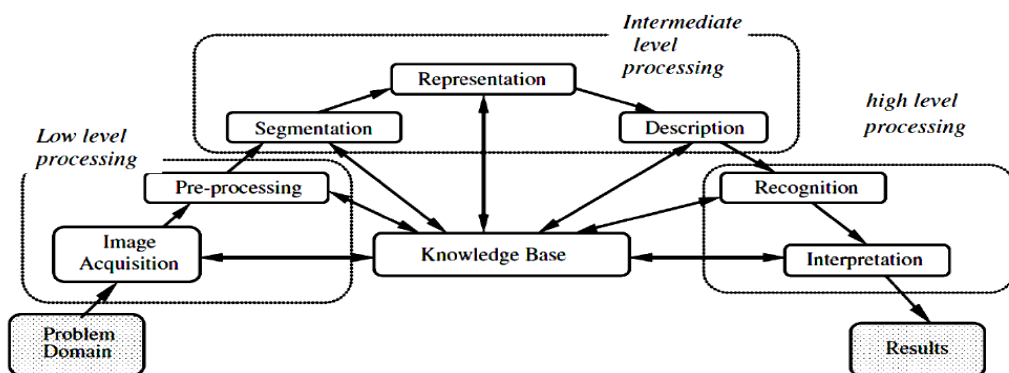 Intermediate
level
processing
Representation
Segmentation
Description
high level
processing
Low level
processing
Pre-processing
Recognition
Image
Acquisition
Knowledge Base
Interpretation
Problem
Domain
Results